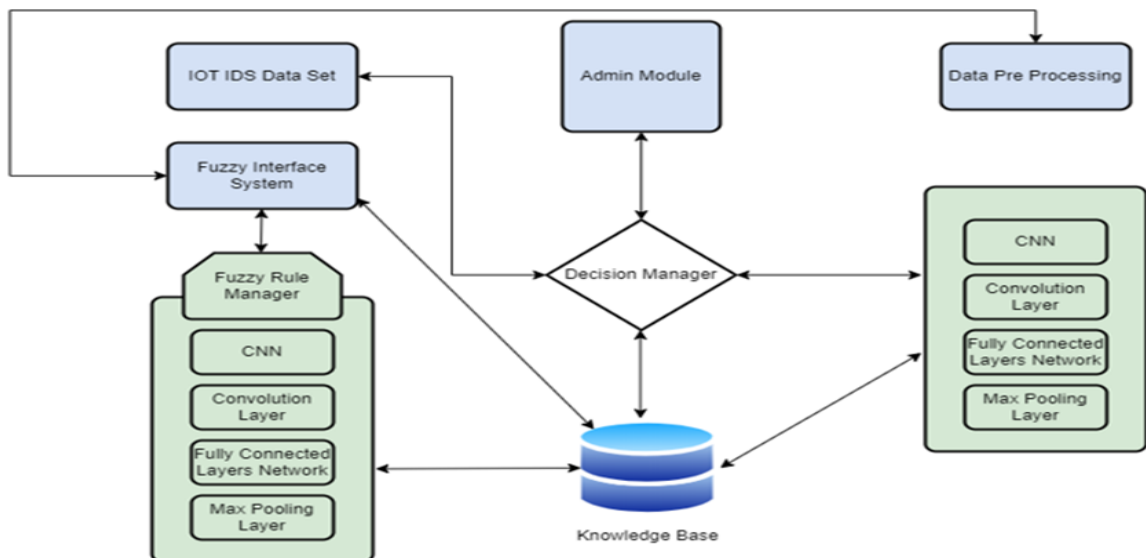 IOT IDS Data Set
Admin Module
Data Pre Processing
Fuzzy Interface
System
Fuzzy Rule
Manager
CNN
Convolution
Layer
Fully Connected
Layers Network
Max Pooling
Layer
Decision Manager
Knowledge Base
CNN
Convolution
Layer
Fully Connected
Layers Network
Max Pooling
Layer